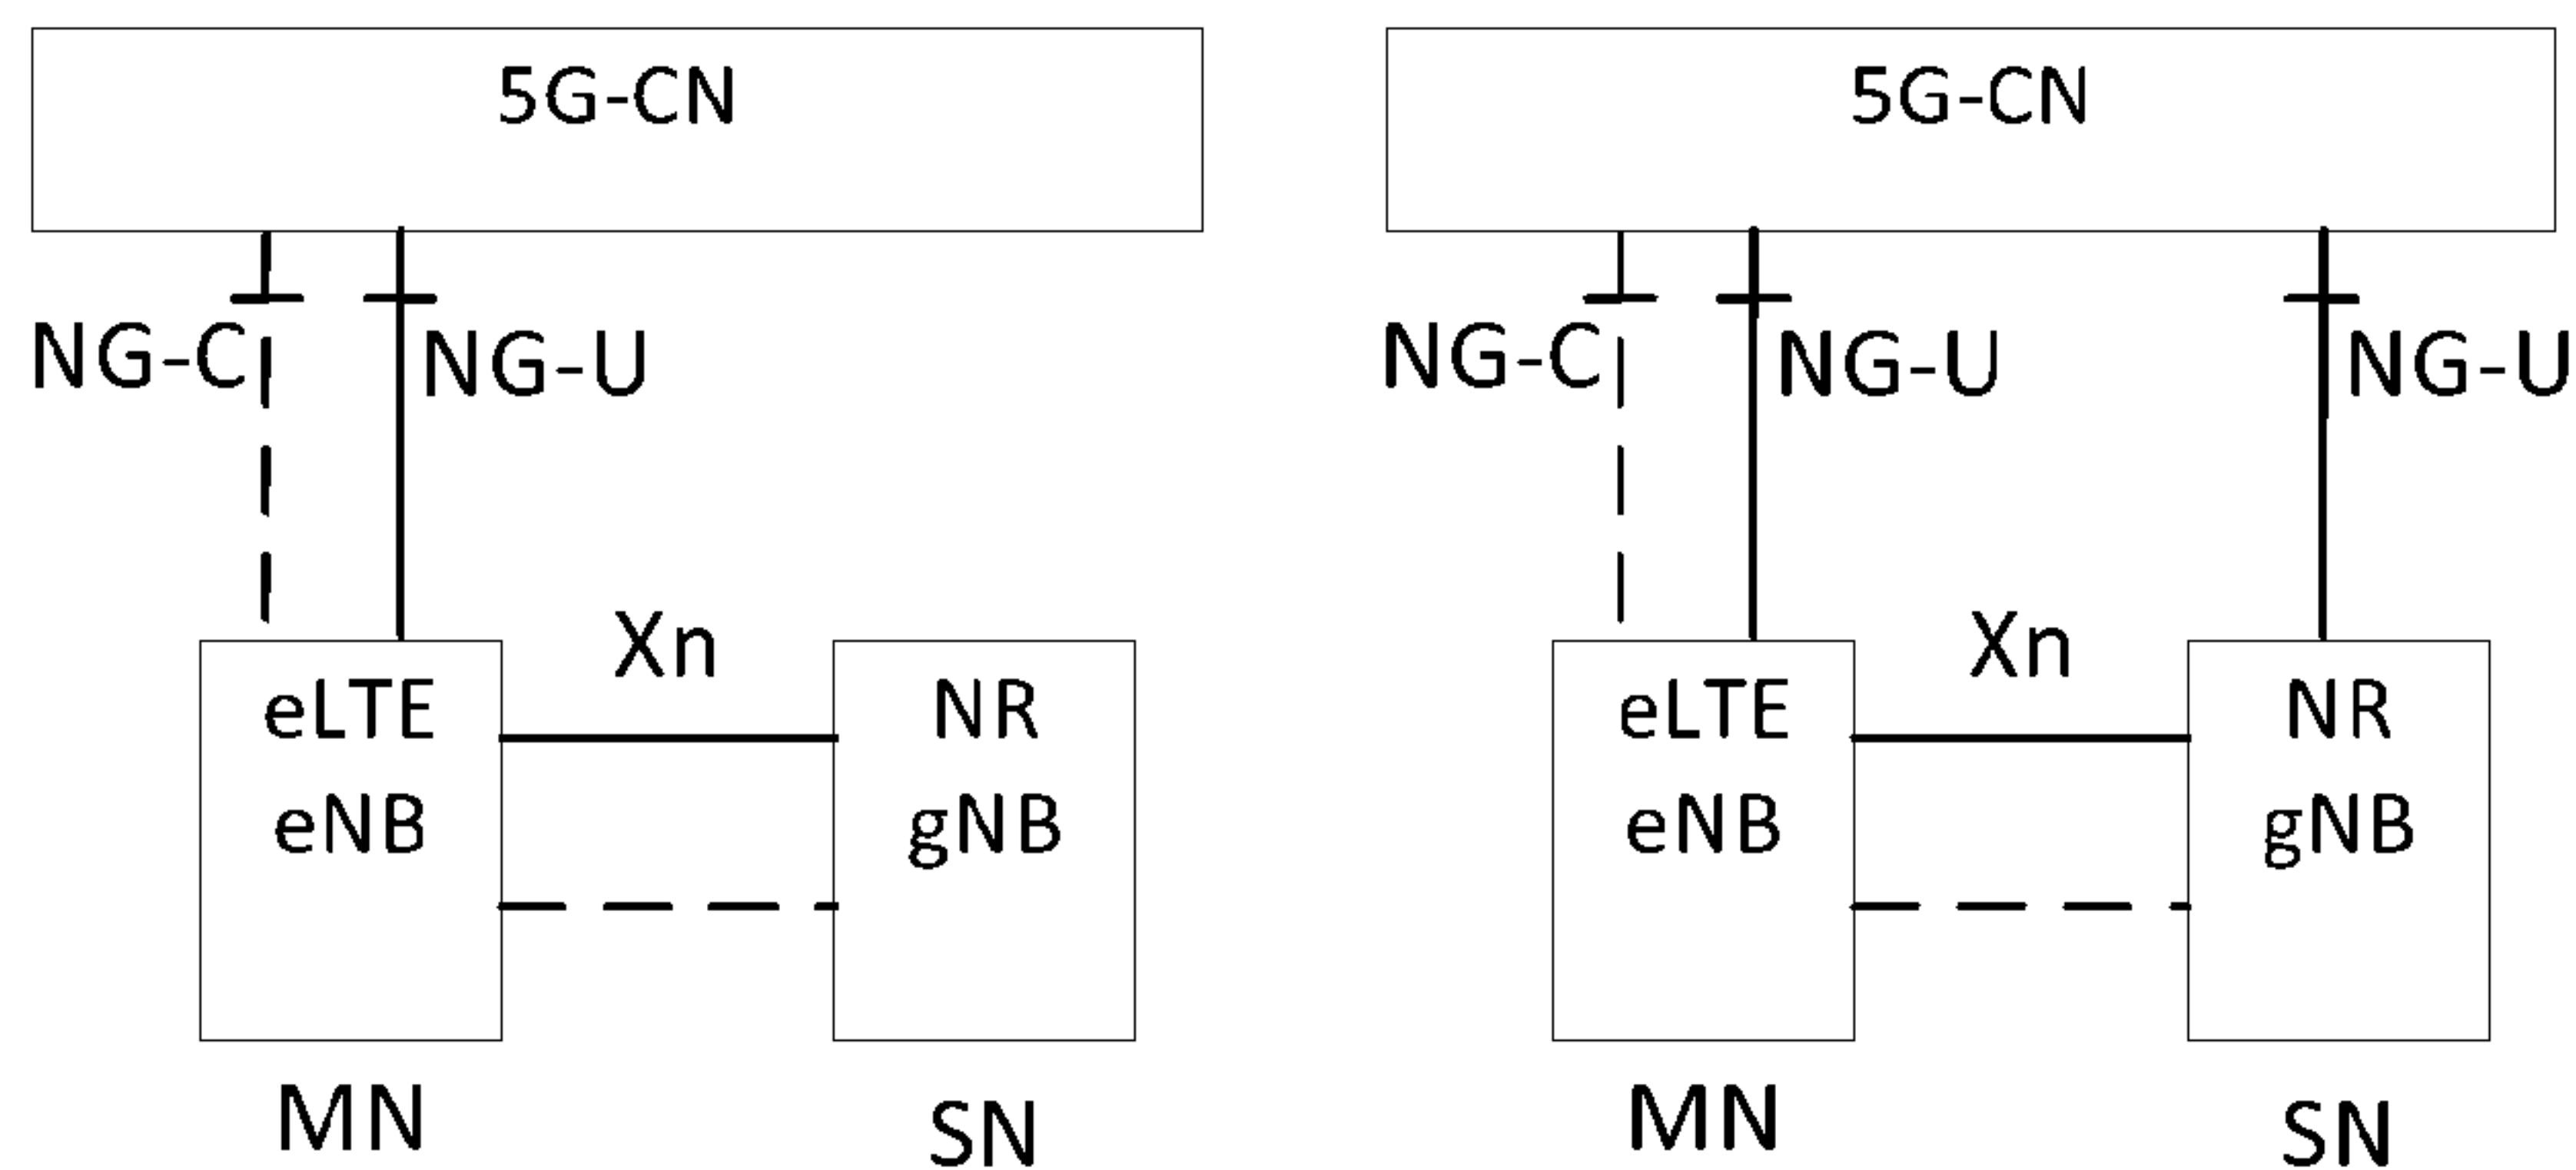 5G-CN
NG-C
NG-U
Xn
eLTE
eNB
NR
gNB
MN
SN
5G-CN
NG-C
NG-U
NG-U
Xn
eLTE
eNB
NR
gNB
MN
SN